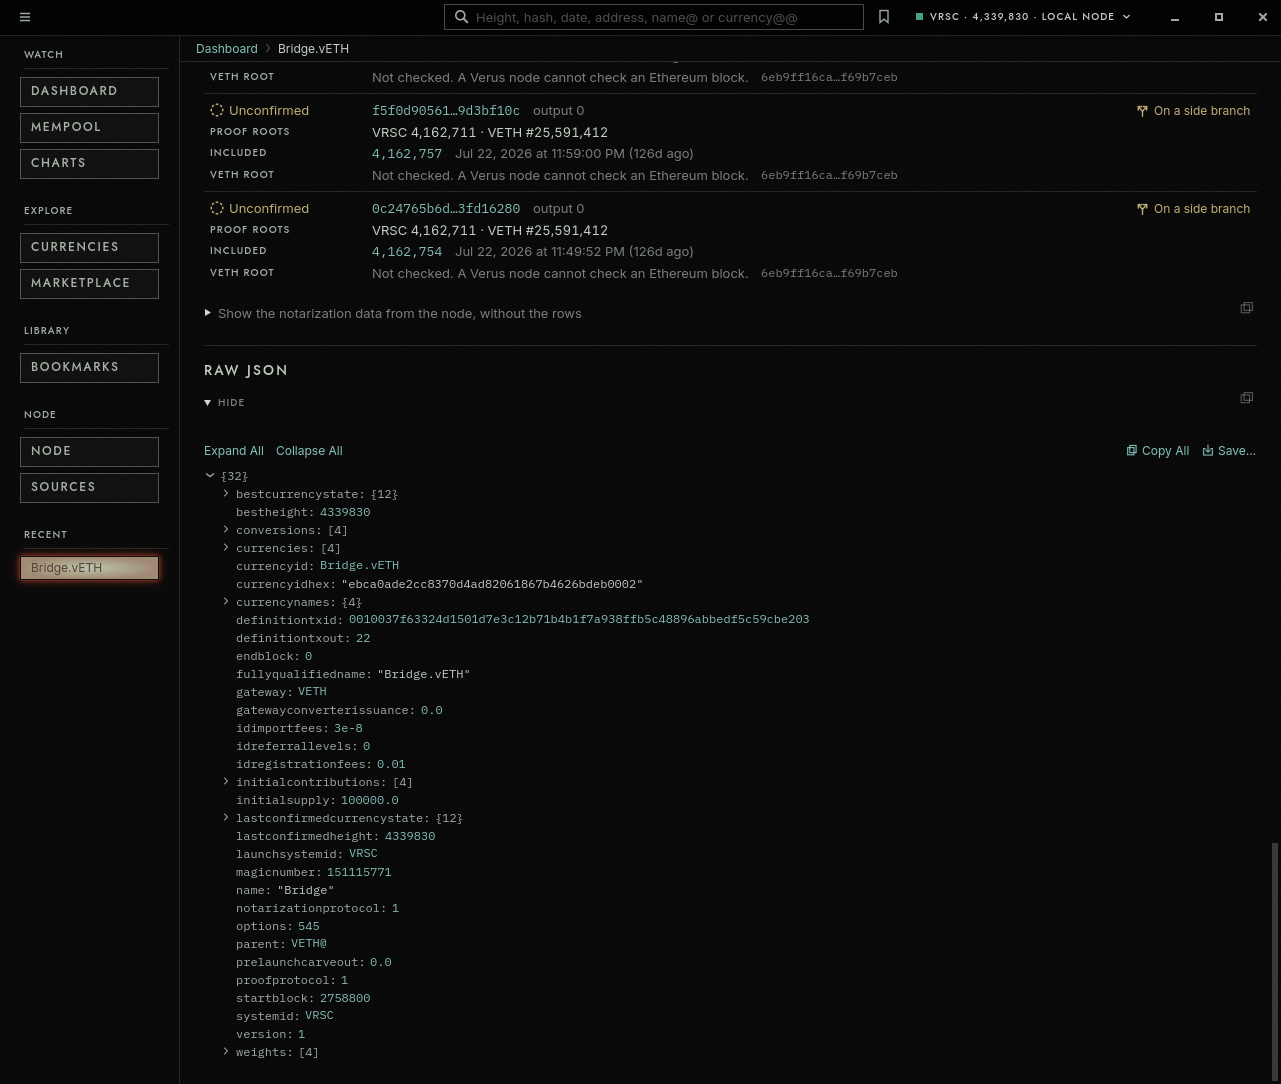 Height, hash, date, address, name@ or currency@@
VRSC · 4,339,830 · LOCAL NODE
WATCH
DASHBOARD
MEMPOOL
CHARTS
EXPLORE
CURRENCIES
MARKETPLACE
LIBRARY
BOOKMARKS
NODE
NODE
SOURCES
RECENT
Bridge.vETH
Dashboard > Bridge.vETH
VETH ROOT Not checked. A Verus node cannot check an Ethereum block. 6eb9ff16ca…f69b7ceb
Unconfirmed f5f0d90561…9d3bf10c output 0 On a side branch
PROOF ROOTS VRSC 4,162,711 · VETH #25,591,412
INCLUDED 4,162,757 Jul 22, 2026 at 11:59:00 PM (126d ago)
VETH ROOT Not checked. A Verus node cannot check an Ethereum block. 6eb9ff16ca…f69b7ceb
Unconfirmed 0c24765b6d…3fd16280 output 0 On a side branch
PROOF ROOTS VRSC 4,162,711 · VETH #25,591,412
INCLUDED 4,162,754 Jul 22, 2026 at 11:49:52 PM (126d ago)
VETH ROOT Not checked. A Verus node cannot check an Ethereum block. 6eb9ff16ca…f69b7ceb
Show the notarization data from the node, without the rows
RAW JSON
HIDE
Expand All Collapse All Copy All Save…
{32}
bestcurrencystate: {12}
bestheight: 4339830
conversions: [4]
currencies: [4]
currencyid: Bridge.vETH
currencyidhex: "ebca0ade2cc8370d4ad82061867b4626bdeb0002"
currencynames: {4}
definitiontxid: 0010037f63324d1501d7e3c12b71b4b1f7a938ffb5c48896abbedf5c59cbe203
definitiontxout: 22
endblock: 0
fullyqualifiedname: "Bridge.vETH"
gateway: VETH
gatewayconverterissuance: 0.0
idimportfees: 3e-8
idreferrallevels: 0
idregistrationfees: 0.01
initialcontributions: [4]
initialsupply: 100000.0
lastconfirmedcurrencystate: {12}
lastconfirmedheight: 4339830
launchsystemid: VRSC
magicnumber: 151115771
name: "Bridge"
notarizationprotocol: 1
options: 545
parent: VETH@
prelaunchcarveout: 0.0
proofprotocol: 1
startblock: 2758800
systemid: VRSC
version: 1
weights: [4]